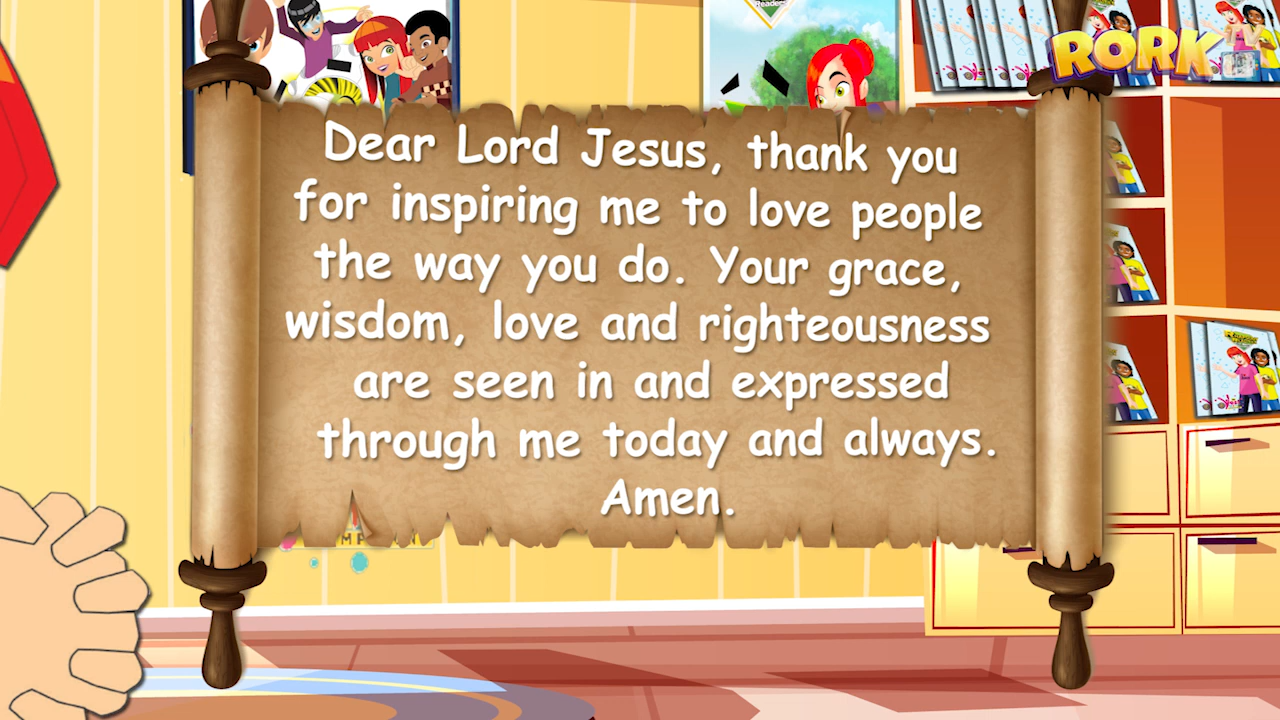 Readers
RORK
Dear Lord Jesus, thank you
for inspiring me to love people
the way you do. Your grace,
wisdom, love and righteousness
are seen in and expressed
through me today and always.
Amen.